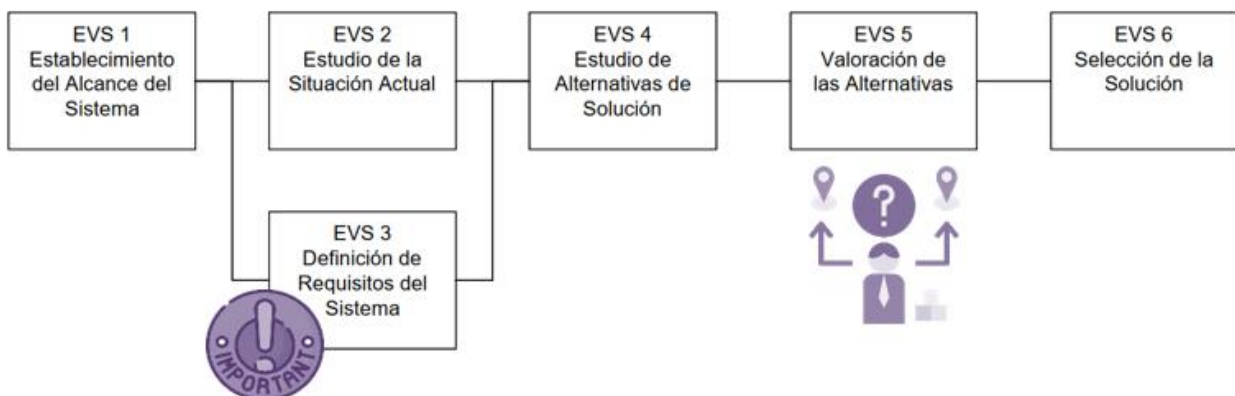 EVS 1
Establecimiento
del Alcance del
Sistema
EVS 2
Estudio de la
Situación Actual
EVS 4
Estudio de
Alternativas de
Solución
EVS 5
Valoración de
las Alternativas
EVS 6
Selección de la
Solución
EVS 3
Definición de
Requisitos del
Sistema
IMPORTANT
?